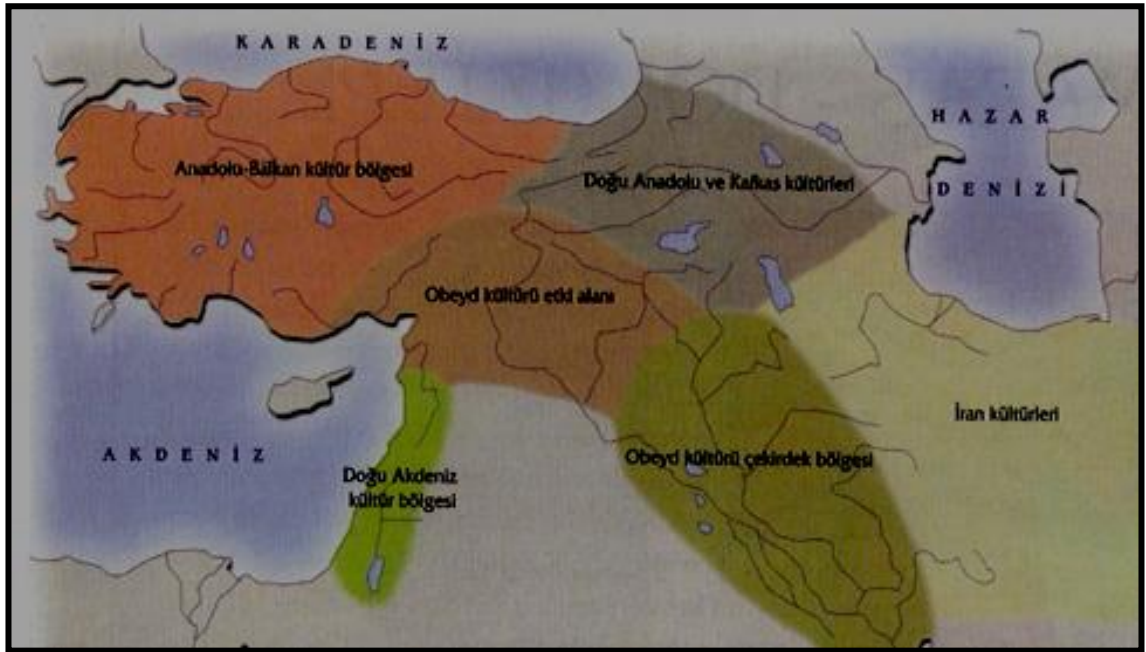 KARADENİZ
HAZAR
DENİZİ
Anadolu-Balkan kültür bölgesi
Doğu Anadolu ve Kafkas kültürleri
Obeyd kültürü etki alanı
İran kültürleri
AKDENİZ
Doğu Akdeniz
kültür bölgesi
Obeyd kültürü çekirdek bölgesi